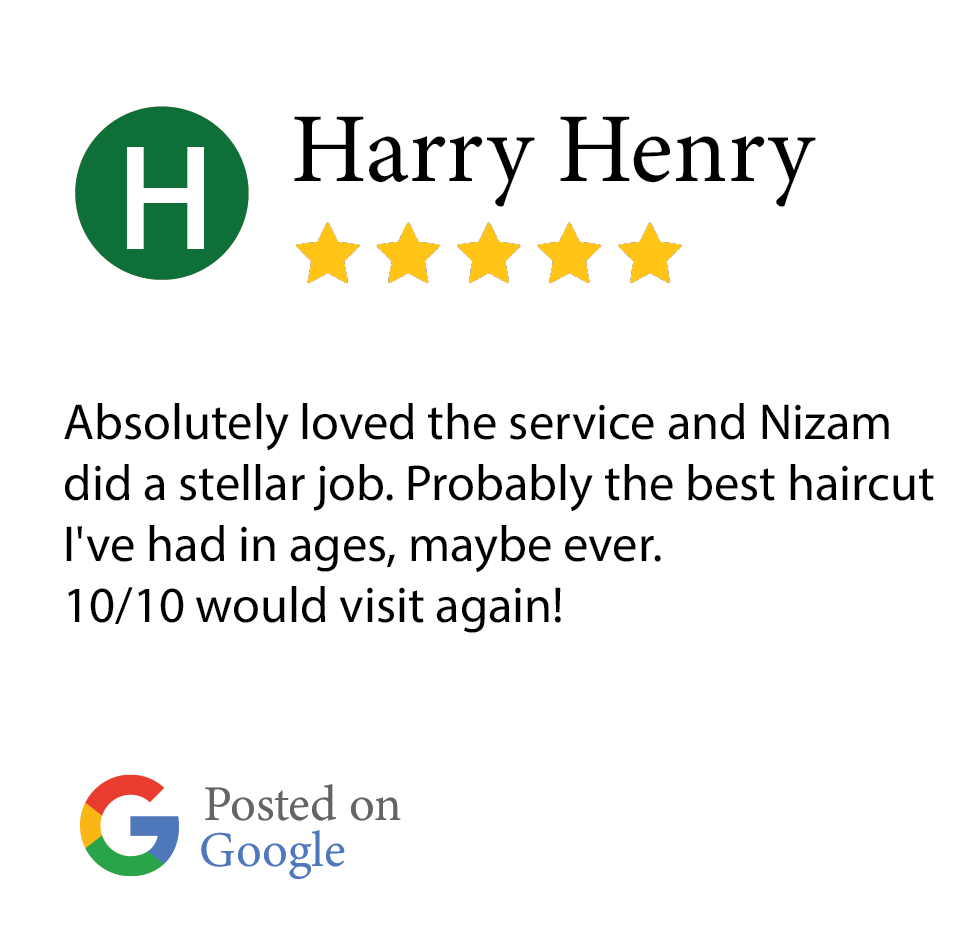 H
Harry Henry
Absolutely loved the service and Nizam
did a stellar job. Probably the best haircut
I've had in ages, maybe ever.
10/10 would visit again!
G
Posted on
Google